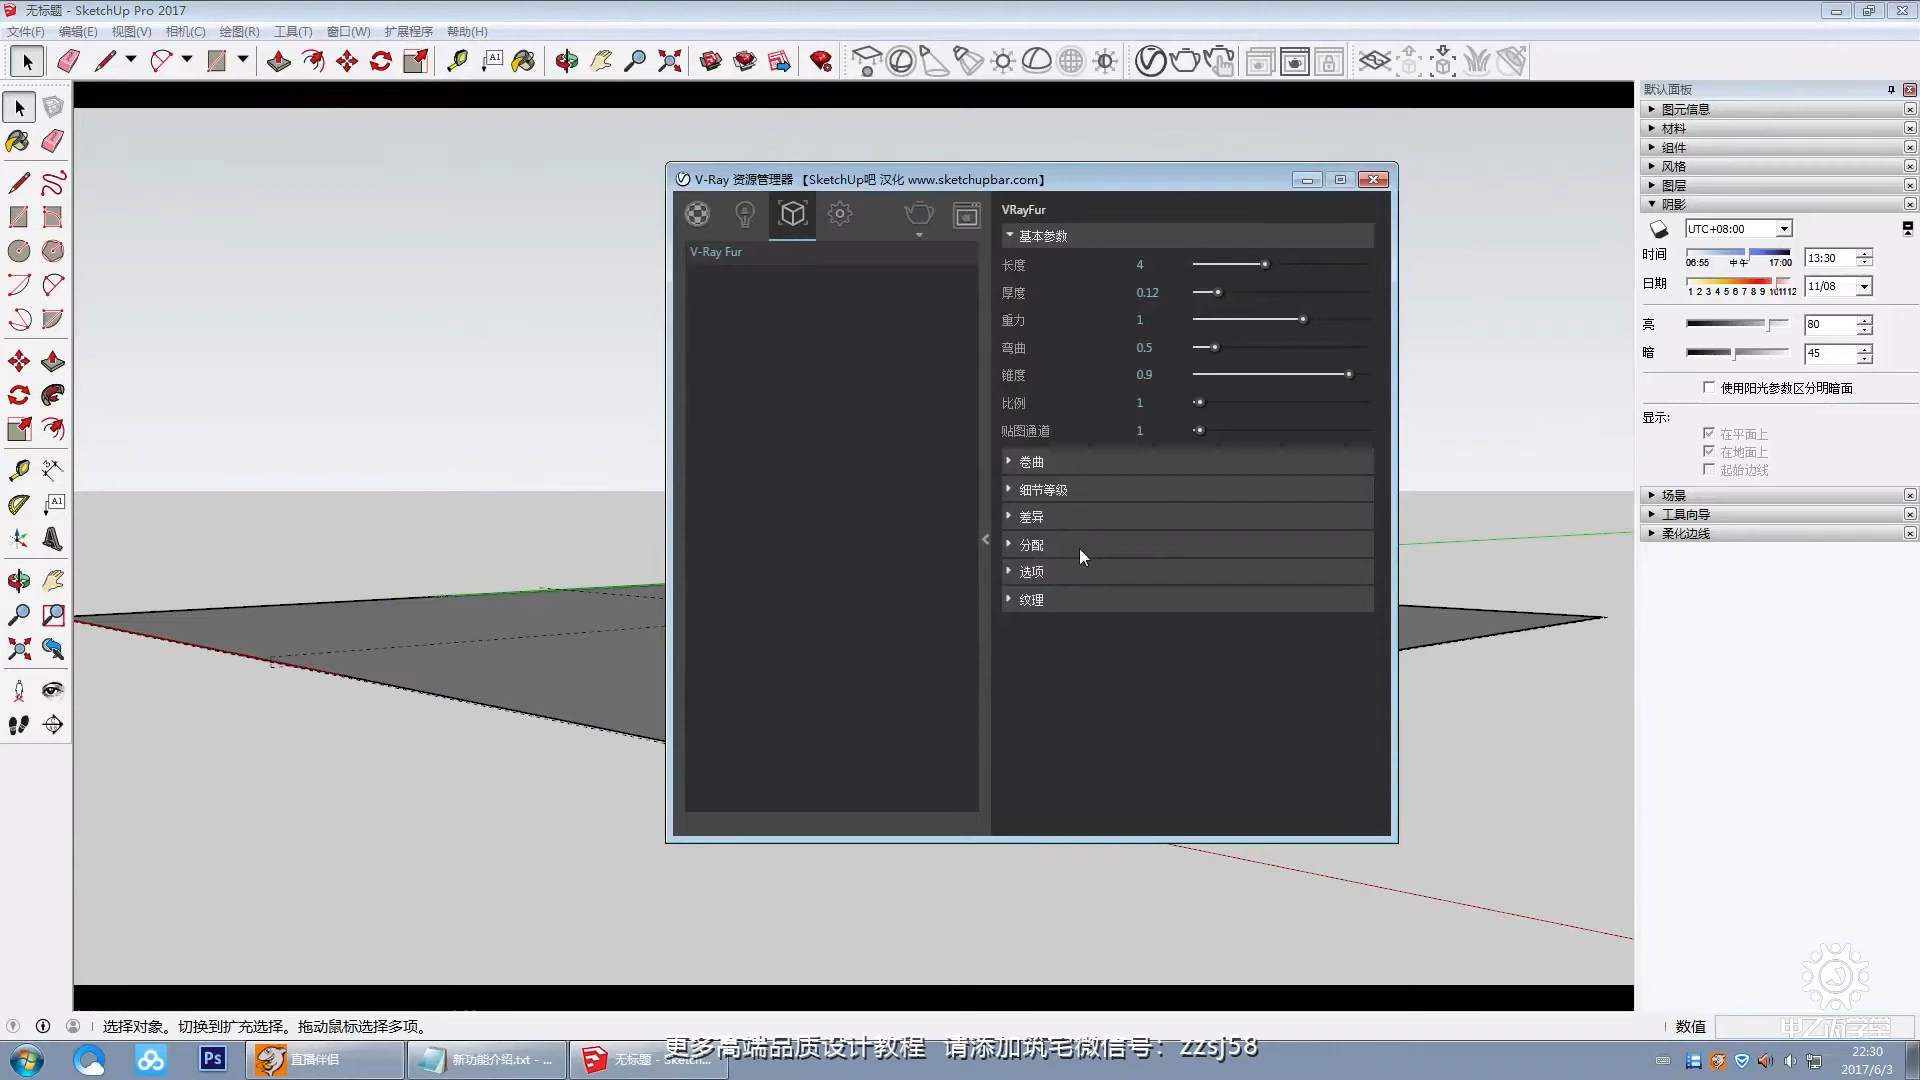 无标题 - SketchUp Pro 2017
文件(F) 编辑(E) 视图(V) 相机(C) 绘图(R) 工具(T) 窗口(W) 扩展程序 帮助(H)
V-Ray 资源管理器 【SketchUp吧 汉化 www.sketchupbar.com】
V-Ray Fur
VRayFur
基本参数
长度 4
厚度 0.12
重力 1
弯曲 0.5
锥度 0.9
比例 1
贴图通道 1
卷曲
细节等级
差异
分配
选项
纹理
默认面板
图元信息
材料
组件
风格
图层
阴影
UTC+08:00
时间 06:55 中午 17:00 13:30
日期 1 2 3 4 5 6 7 8 9 101112 11/08
亮 80
暗 45
使用阳光参数区分明暗面
显示:
在平面上
在地面上
起始边线
场景
工具向导
柔化边线
选择对象。切换到扩充选择。拖动鼠标选择多项。
数值
直播伴侣
新功能介绍.txt - ...
无标题 - Sketch...
更多高端品质设计教程 请添加筑宅微信号：zzsj58
22:30
2017/6/3